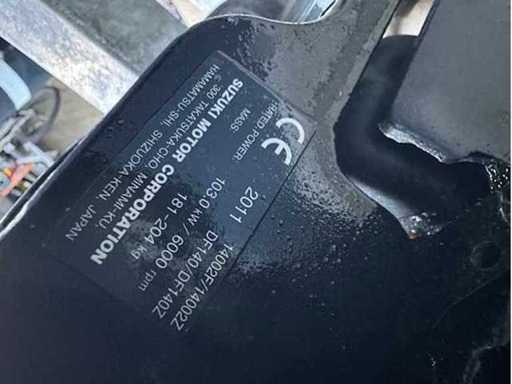 CE 2011 14002F/14002Z
DF140/DF140Z
RATED POWER: 103.0 kW / 6000 rpm
MASS: 181-204 kg
SUZUKI MOTOR CORPORATION
300 TAKATSUKA-CHO, MINAMI-KU,
HAMAMATSU-SHI, SHIZUOKA-KEN, JAPAN